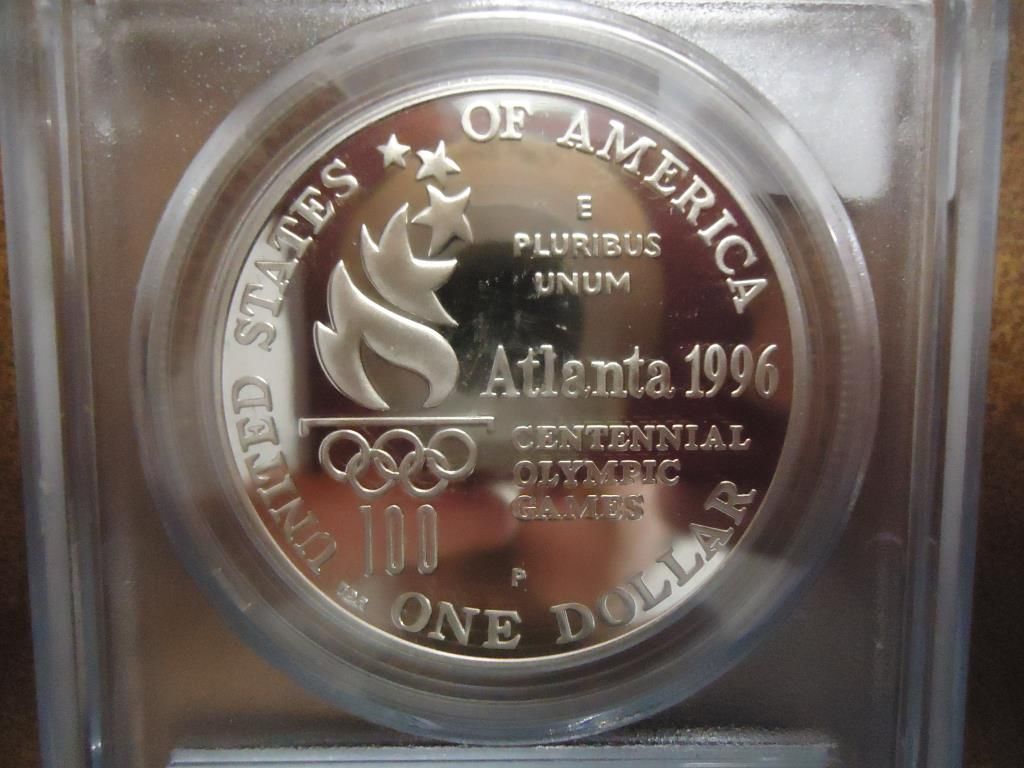 UNITED STATES OF AMERICA
E
PLURIBUS
UNUM
Atlanta 1996
CENTENNIAL
OLYMPIC
GAMES
100
P
ONE DOLLAR